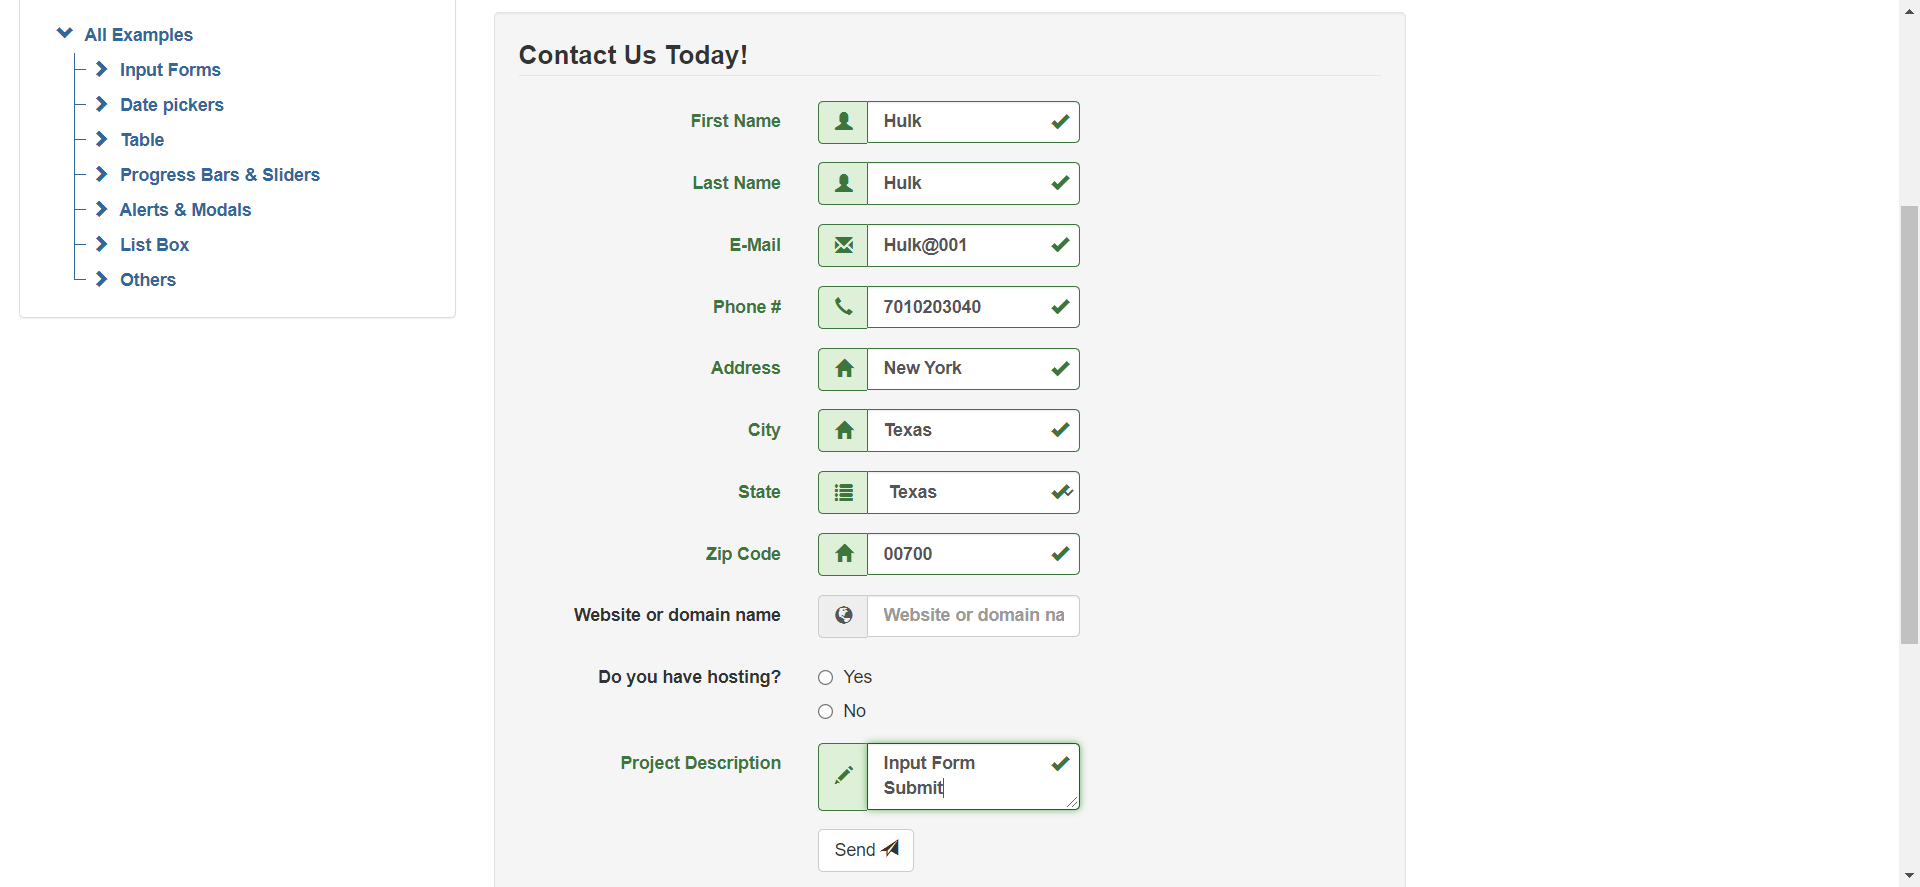 All Examples
Input Forms
Date pickers
Table
Progress Bars & Sliders
Alerts & Modals
List Box
Others
Contact Us Today!
First Name
Hulk
Last Name
Hulk
E-Mail
Hulk@001
Phone #
7010203040
Address
New York
City
Texas
State
Texas
Zip Code
00700
Website or domain name
Website or domain na
Do you have hosting?
Yes
No
Project Description
Input Form
Submit
Send